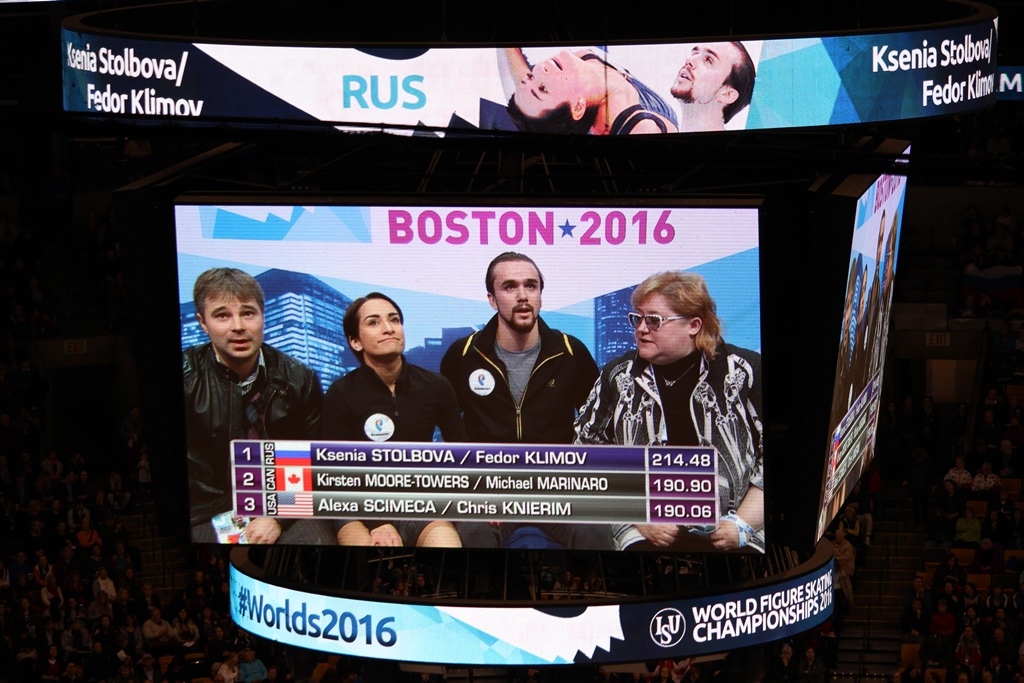 Ksenia Stolbova/
Fedor Klimov
RUS
Ksenia Stolbova/
Fedor Klimov
M
BOSTON★2016
1 RUS Ksenia STOLBOVA / Fedor KLIMOV 214.48
2 CAN Kirsten MOORE-TOWERS / Michael MARINARO 190.90
3 USA Alexa SCIMECA / Chris KNIERIM 190.06
#Worlds2016
ISU
WORLD FIGURE SKATING
CHAMPIONSHIPS 2016
EXIT
EXIT